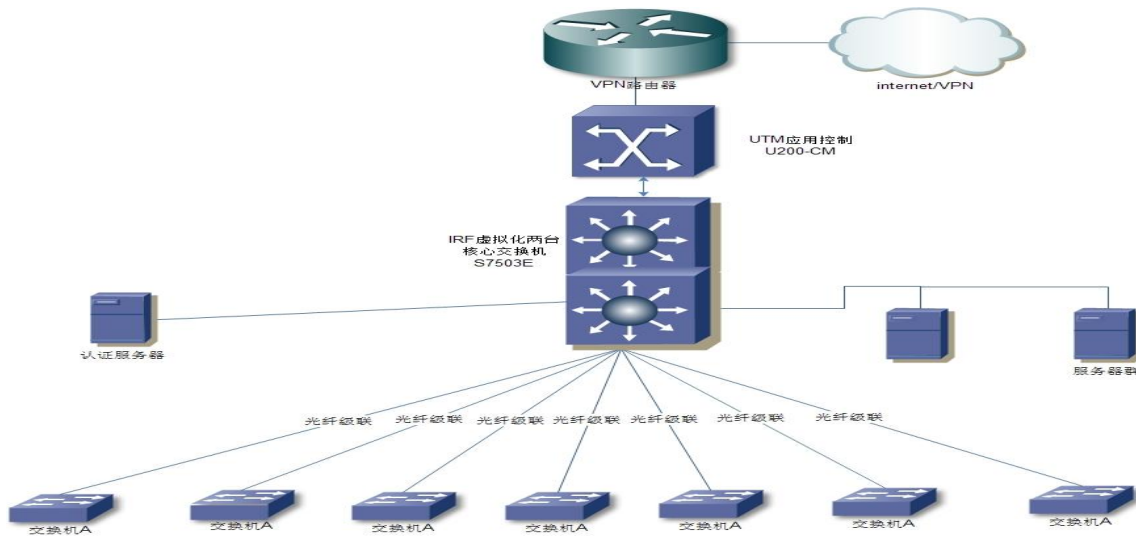 VPN路由器
internet/VPN
UTM应用控制
U200-CM
IRF虚拟化两台
核心交换机
S7503E
认证服务器
服务器群
光纤级联
光纤级联
光纤级联
光纤级联
光纤级联
光纤级联
光纤级联
交换机A
交换机A
交换机A
交换机A
交换机A
交换机A
交换机A